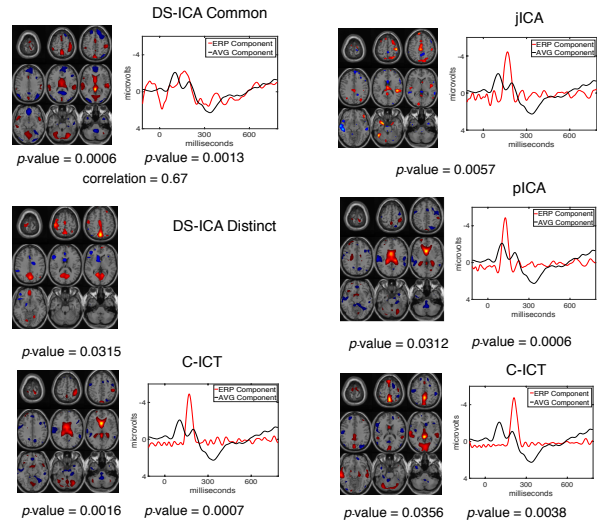 DS-ICA Common
-4
0
4
microvolts
ERP Component
AVG Component
0
300
600
milliseconds
p-value = 0.0006
p-value = 0.0013
correlation = 0.67
jICA
-4
0
4
microvolts
ERP Component
AVG Component
0
300
600
milliseconds
p-value = 0.0057
DS-ICA Distinct
p-value = 0.0315
pICA
-4
0
4
microvolts
ERP Component
AVG Component
0
300
600
milliseconds
p-value = 0.0312
p-value = 0.0006
C-ICT
-4
0
4
microvolts
ERP Component
AVG Component
0
300
600
milliseconds
p-value = 0.0016
p-value = 0.0007
C-ICT
-4
0
4
microvolts
ERP Component
AVG Component
0
300
600
milliseconds
p-value = 0.0356
p-value = 0.0038